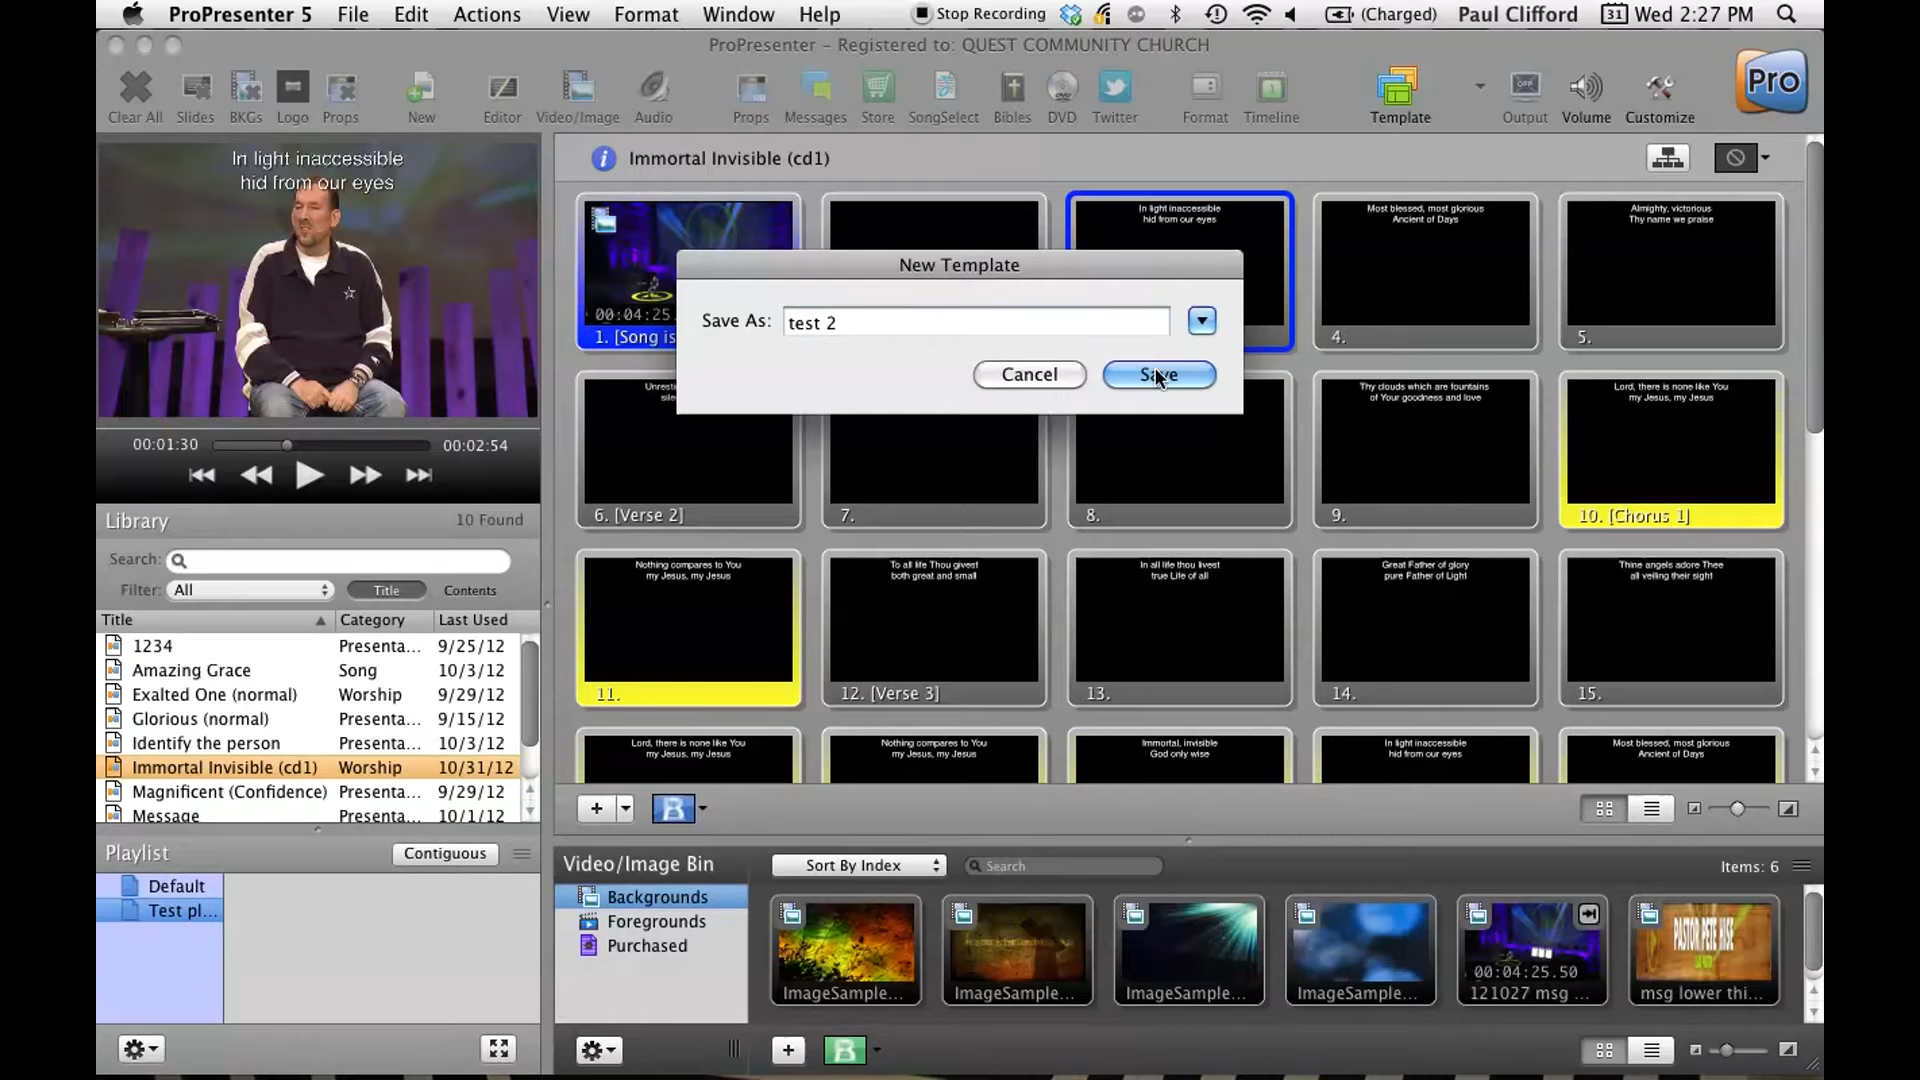 ProPresenter 5 File Edit Actions View Format Window Help Stop Recording (Charged) Paul Clifford 31 Wed 2:27 PM
ProPresenter – Registered to: QUEST COMMUNITY CHURCH
Clear All Slides BKGs Logo Props New Editor Video/Image Audio Props Messages Store SongSelect Bibles DVD Twitter Format Timeline Template OFF Output Volume Customize Pro
In light inaccessible
hid from our eyes
00:01:30 00:02:54
Library 10 Found
Search:
Filter: All Title Contents
Title Category Last Used
1234 Presenta... 9/25/12
Amazing Grace Song 10/3/12
Exalted One (normal) Worship 9/29/12
Glorious (normal) Presenta... 9/15/12
Identify the person Presenta... 10/3/12
Immortal Invisible (cd1) Worship 10/31/12
Magnificent (Confidence) Presenta... 9/29/12
Message Presenta... 10/1/12
Playlist Contiguous
Default
Test pl...
Immortal Invisible (cd1)
New Template
Save As: test 2
Cancel Save
00:04:25.
1. [Song is
In light inaccessible
hid from our eyes
Most blessed, most glorious
Ancient of Days
4.
Almighty, victorious
Thy name we praise
5.
Unresti
sile
6. [Verse 2]
7.
8.
Thy clouds which are fountains
of Your goodness and love
9.
Lord, there is none like You
my Jesus, my Jesus
10. [Chorus 1]
Nothing compares to You
my Jesus, my Jesus
11.
To all life Thou givest
both great and small
12. [Verse 3]
In all life thou livest
true Life of all
13.
Great Father of glory
pure Father of Light
14.
Thine angels adore Thee
all veiling their sight
15.
Lord, there is none like You
my Jesus, my Jesus
Nothing compares to You
my Jesus, my Jesus
Immortal, invisible
God only wise
In light inaccessible
hid from our eyes
Most blessed, most glorious
Ancient of Days
B
Video/Image Bin Sort By Index Search Items: 6
Backgrounds
Foregrounds
Purchased
ImageSample...
ImageSample...
ImageSample...
ImageSample...
00:04:25.50
121027 msg ...
PASTOR PETE HISE
msg lower thi...
B